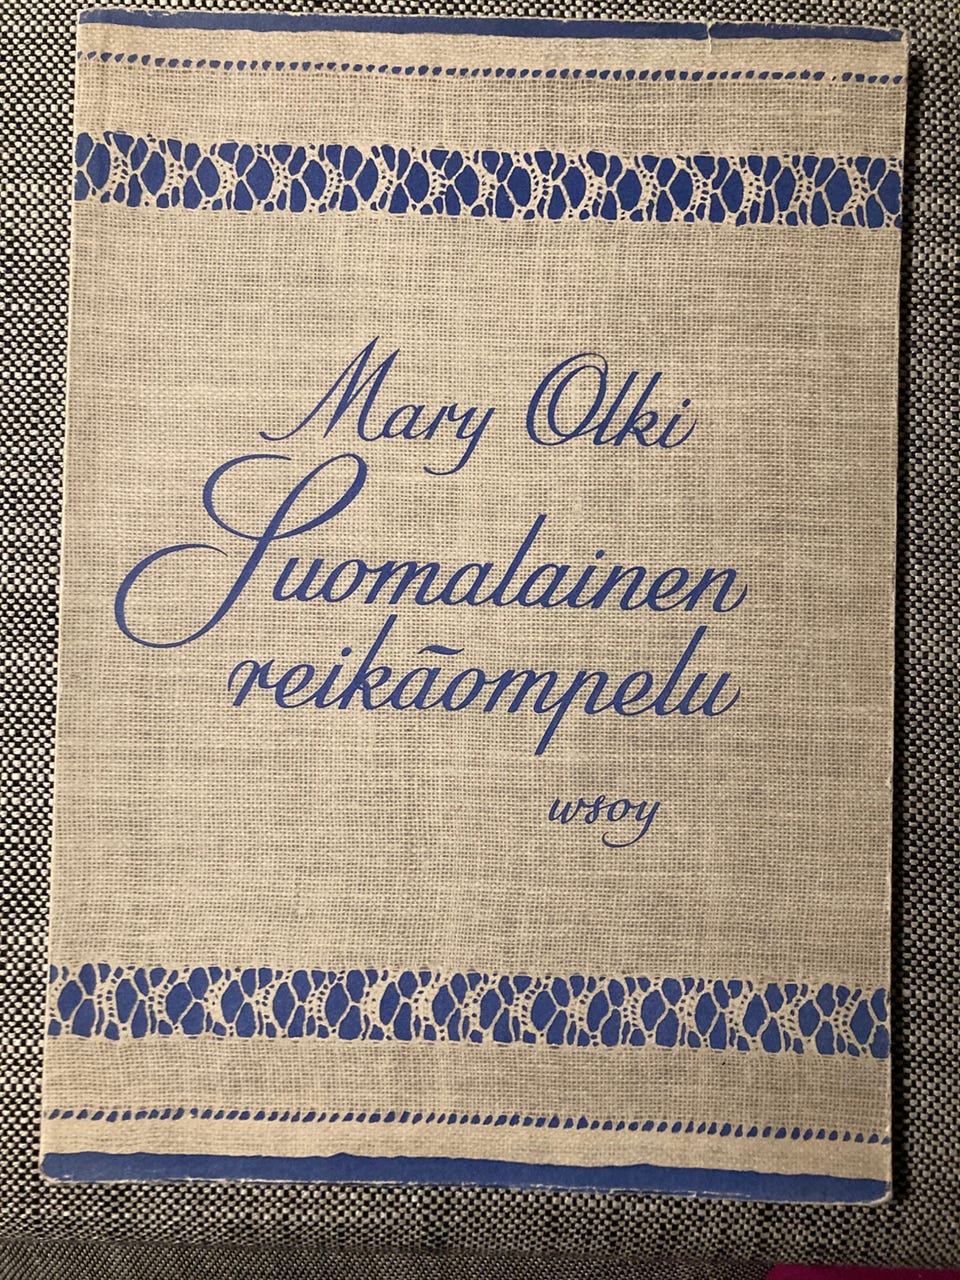 Mary Olki
Suomalainen
reikäompelu
wsoy